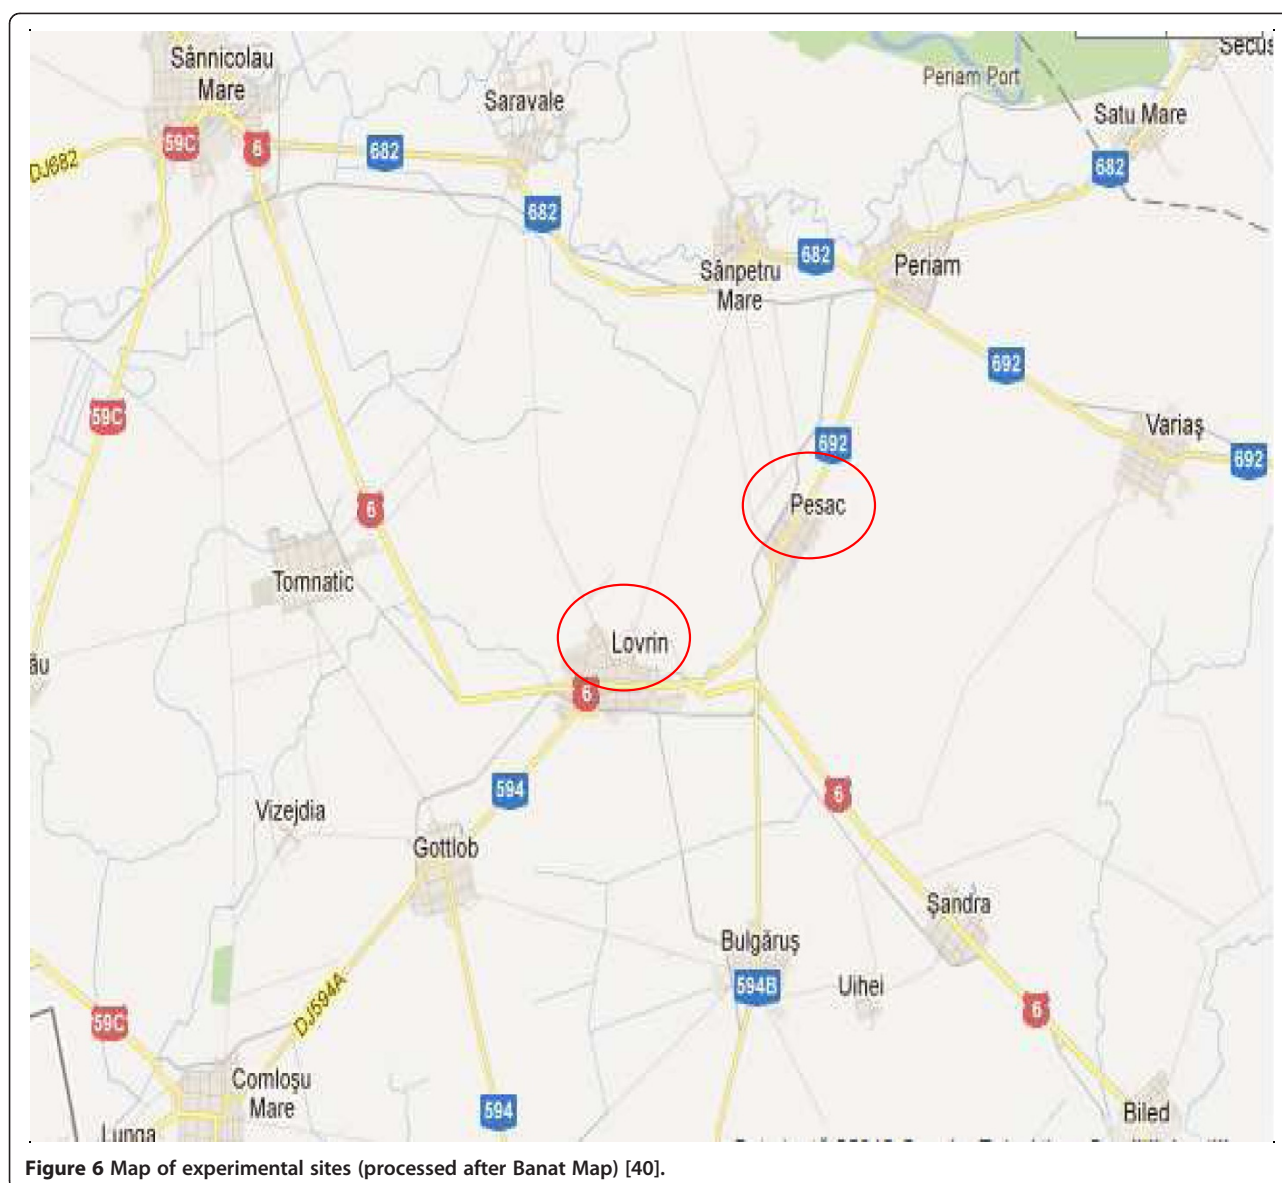 Secus
Sânnicolau
Mare
Periam Port
Saravale
Satu Mare
59C
6
682
DJ682
682
682
Sânpetru
Mare
682
Periam
692
59C
Variaş
692
692
6
Pesac
Tomnatic
Lovrin
ău
6
594
6
Vizejdia
Gottlob
Şandra
Bulgăruş
594B
Uihei
DJ594A
59C
6
Comloşu
Mare
594
Biled
Lunga
Figure 6 Map of experimental sites (processed after Banat Map) [40].